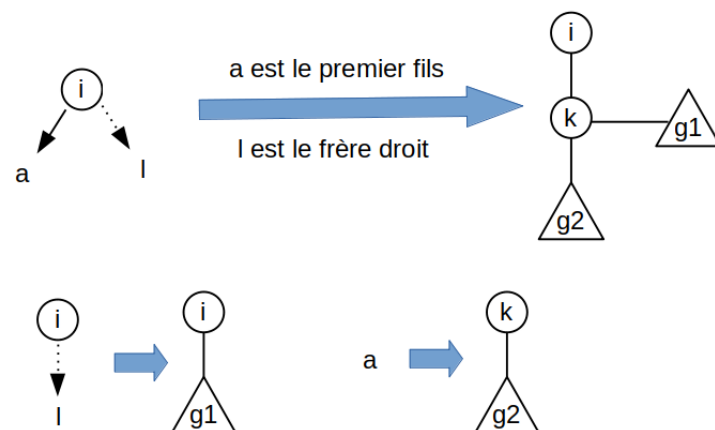 i
a
l
a est le premier fils
l est le frère droit
i
k
g1
g2
i
l
i
g1
a
k
g2